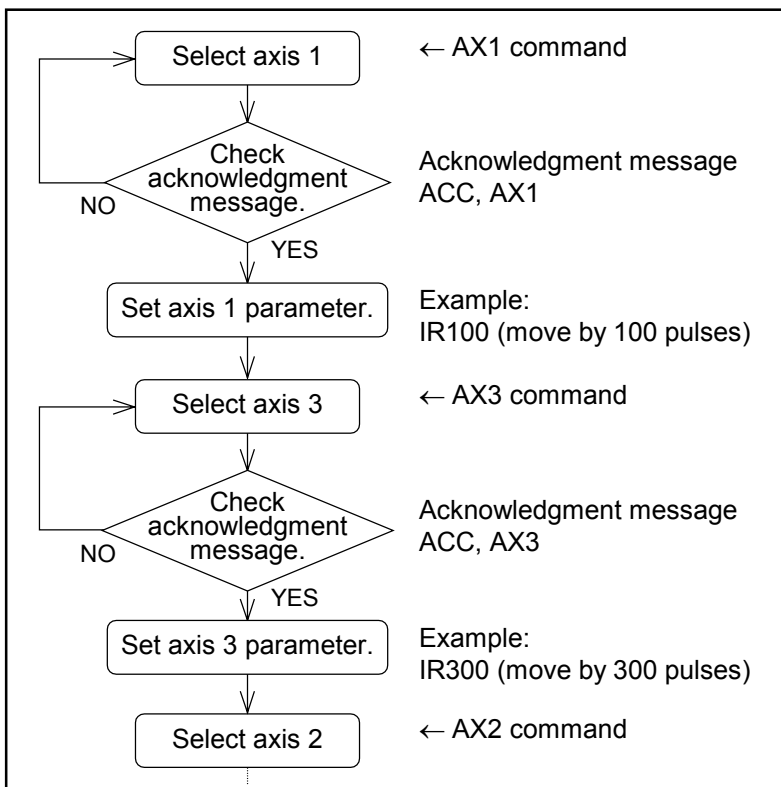 Select axis 1
← AX1 command
Check
acknowledgment
message.
Acknowledgment message
ACC, AX1
NO
YES
Set axis 1 parameter.
Example:
IR100 (move by 100 pulses)
Select axis 3
← AX3 command
Check
acknowledgment
message.
Acknowledgment message
ACC, AX3
NO
YES
Set axis 3 parameter.
Example:
IR300 (move by 300 pulses)
Select axis 2
← AX2 command